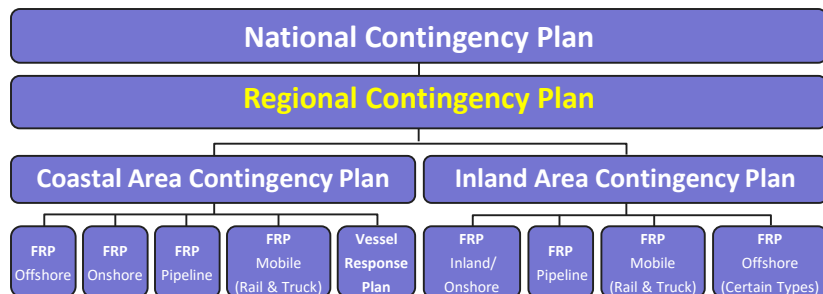 National Contingency Plan
Regional Contingency Plan
Coastal Area Contingency Plan
Inland Area Contingency Plan
FRP
Offshore
FRP
Onshore
FRP
Pipeline
FRP
Mobile
(Rail & Truck)
Vessel
Response
Plan
FRP
Inland/
Onshore
FRP
Pipeline
FRP
Mobile
(Rail & Truck)
FRP
Offshore
(Certain Types)